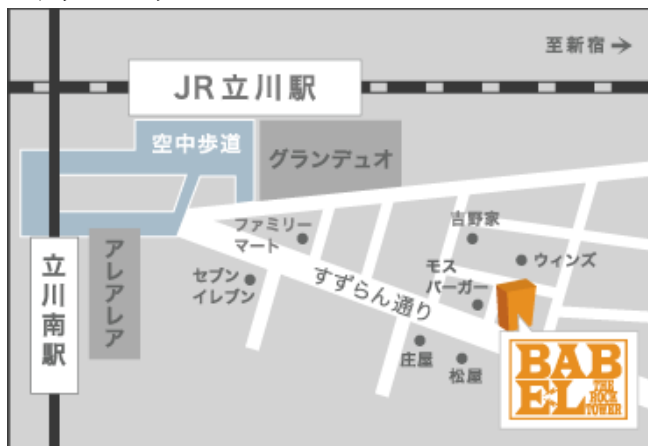 至新宿→
JR立川駅
空中歩道
グランデュオ
ファミリー
マート
吉野家
ウィンズ
立川南駅
アレアレア
セブン
イレブン
すずらん通り
モス
バーガー
庄屋
松屋
BAB
EL THE ROCK TOWER